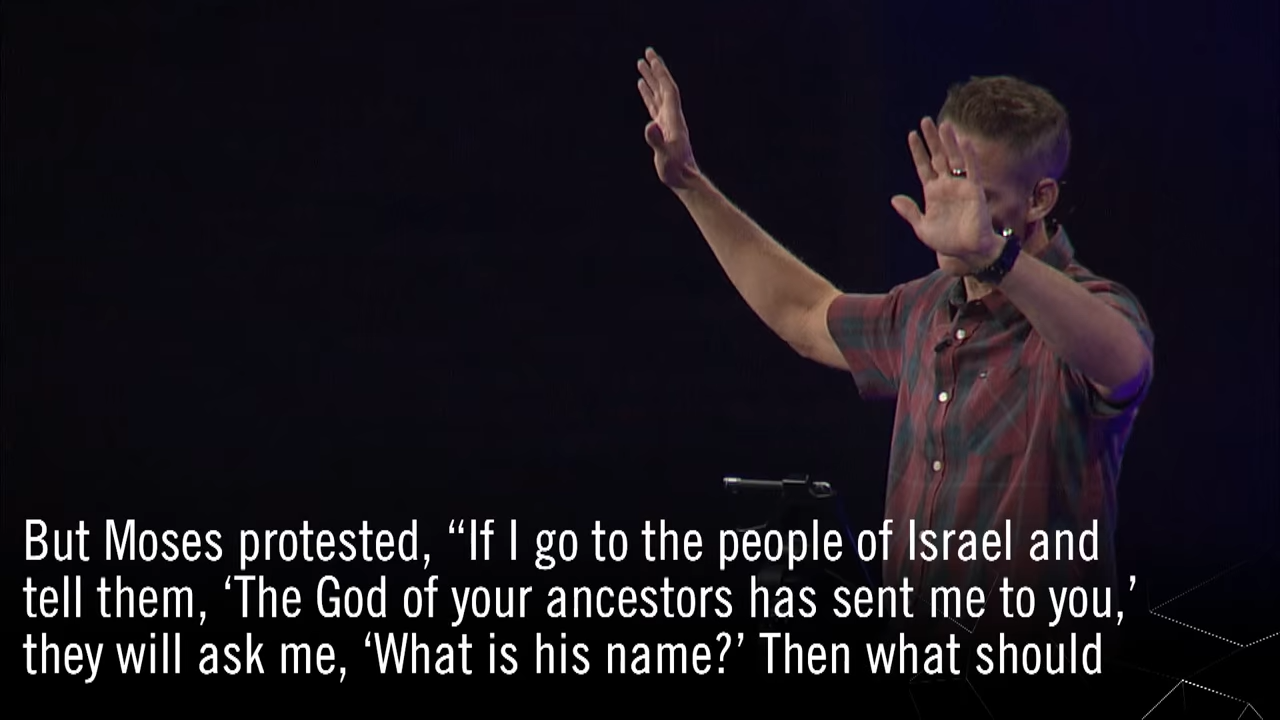 But Moses protested, “If I go to the people of Israel and
tell them, ‘The God of your ancestors has sent me to you,’
they will ask me, ‘What is his name?’ Then what should